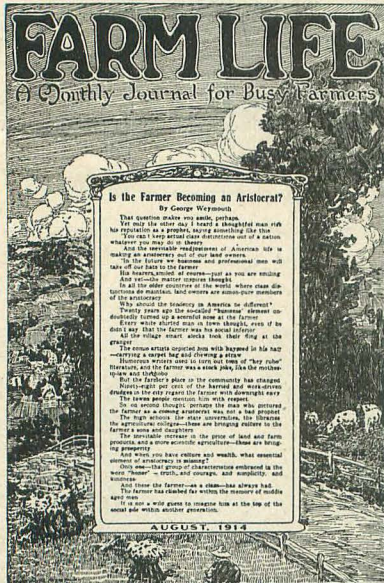 FARM LIFE
A Monthly Journal for Busy Farmers
Is the Farmer Becoming an Aristocrat?
By George Weymouth
That question makes you smile, perhaps.
Yet only the other day I heard a thoughtful man risk
his reputation as a prophet, saying something like this
"You can't keep actual class distinctions out of a nation
whatever you may do in theory
And the inevitable readjustment of American life is
making an aristocracy out of our land owners.
"In the future we business and professional men will
take off our hats to the farmer
His hearers smiled of course—just as you are smiling
And yet—the matter inspires thought.
In all the older countries of the world where class dis-
tinctions do maintain, land owners are simon-pure members
of the aristocracy
Why should the tendency in America be different?
Twenty years ago the so-called "business" element un-
doubtedly turned up a scornful nose at the farmer
Every white shirted man in town thought, even if he
didn't say that the farmer was his social inferior
All the village smart alecks took their fling at the
granger
The comic artists depicted him with hayseed in his hair
—carrying a carpet bag and chewing a straw
Humorous writers used to turn out tons of "hey rube"
literature, and the farmer was a stock joke, like the mother-
in-law and the hobo
But the farmer's place in the community has changed
Ninety-eight per cent of the harried and work-driven
urbanites in the city regard the farmer with downright envy
The towns people mention him with respect.
So on second thought perhaps the man who pictured
the farmer as a coming aristocrat was not a bad prophet
The high schools the state universities, the libraries
the agricultural colleges—these are bringing culture to the
farmer's sons and daughters
The inevitable increase in the price of land and farm
products, and a more scientific agriculture—these are bring-
ing prosperity
And when you have culture and wealth, what essential
element of aristocracy is missing?
Only one—that group of characteristics embraced in the
word "honor" – truth, and courage, and simplicity, and
kindness
And these the farmer—as a class—has always had.
The farmer has climbed far within the memory of middle
aged men
It is not a wild guess to imagine him at the top of the
social pile within another generation.
AUGUST, 1914